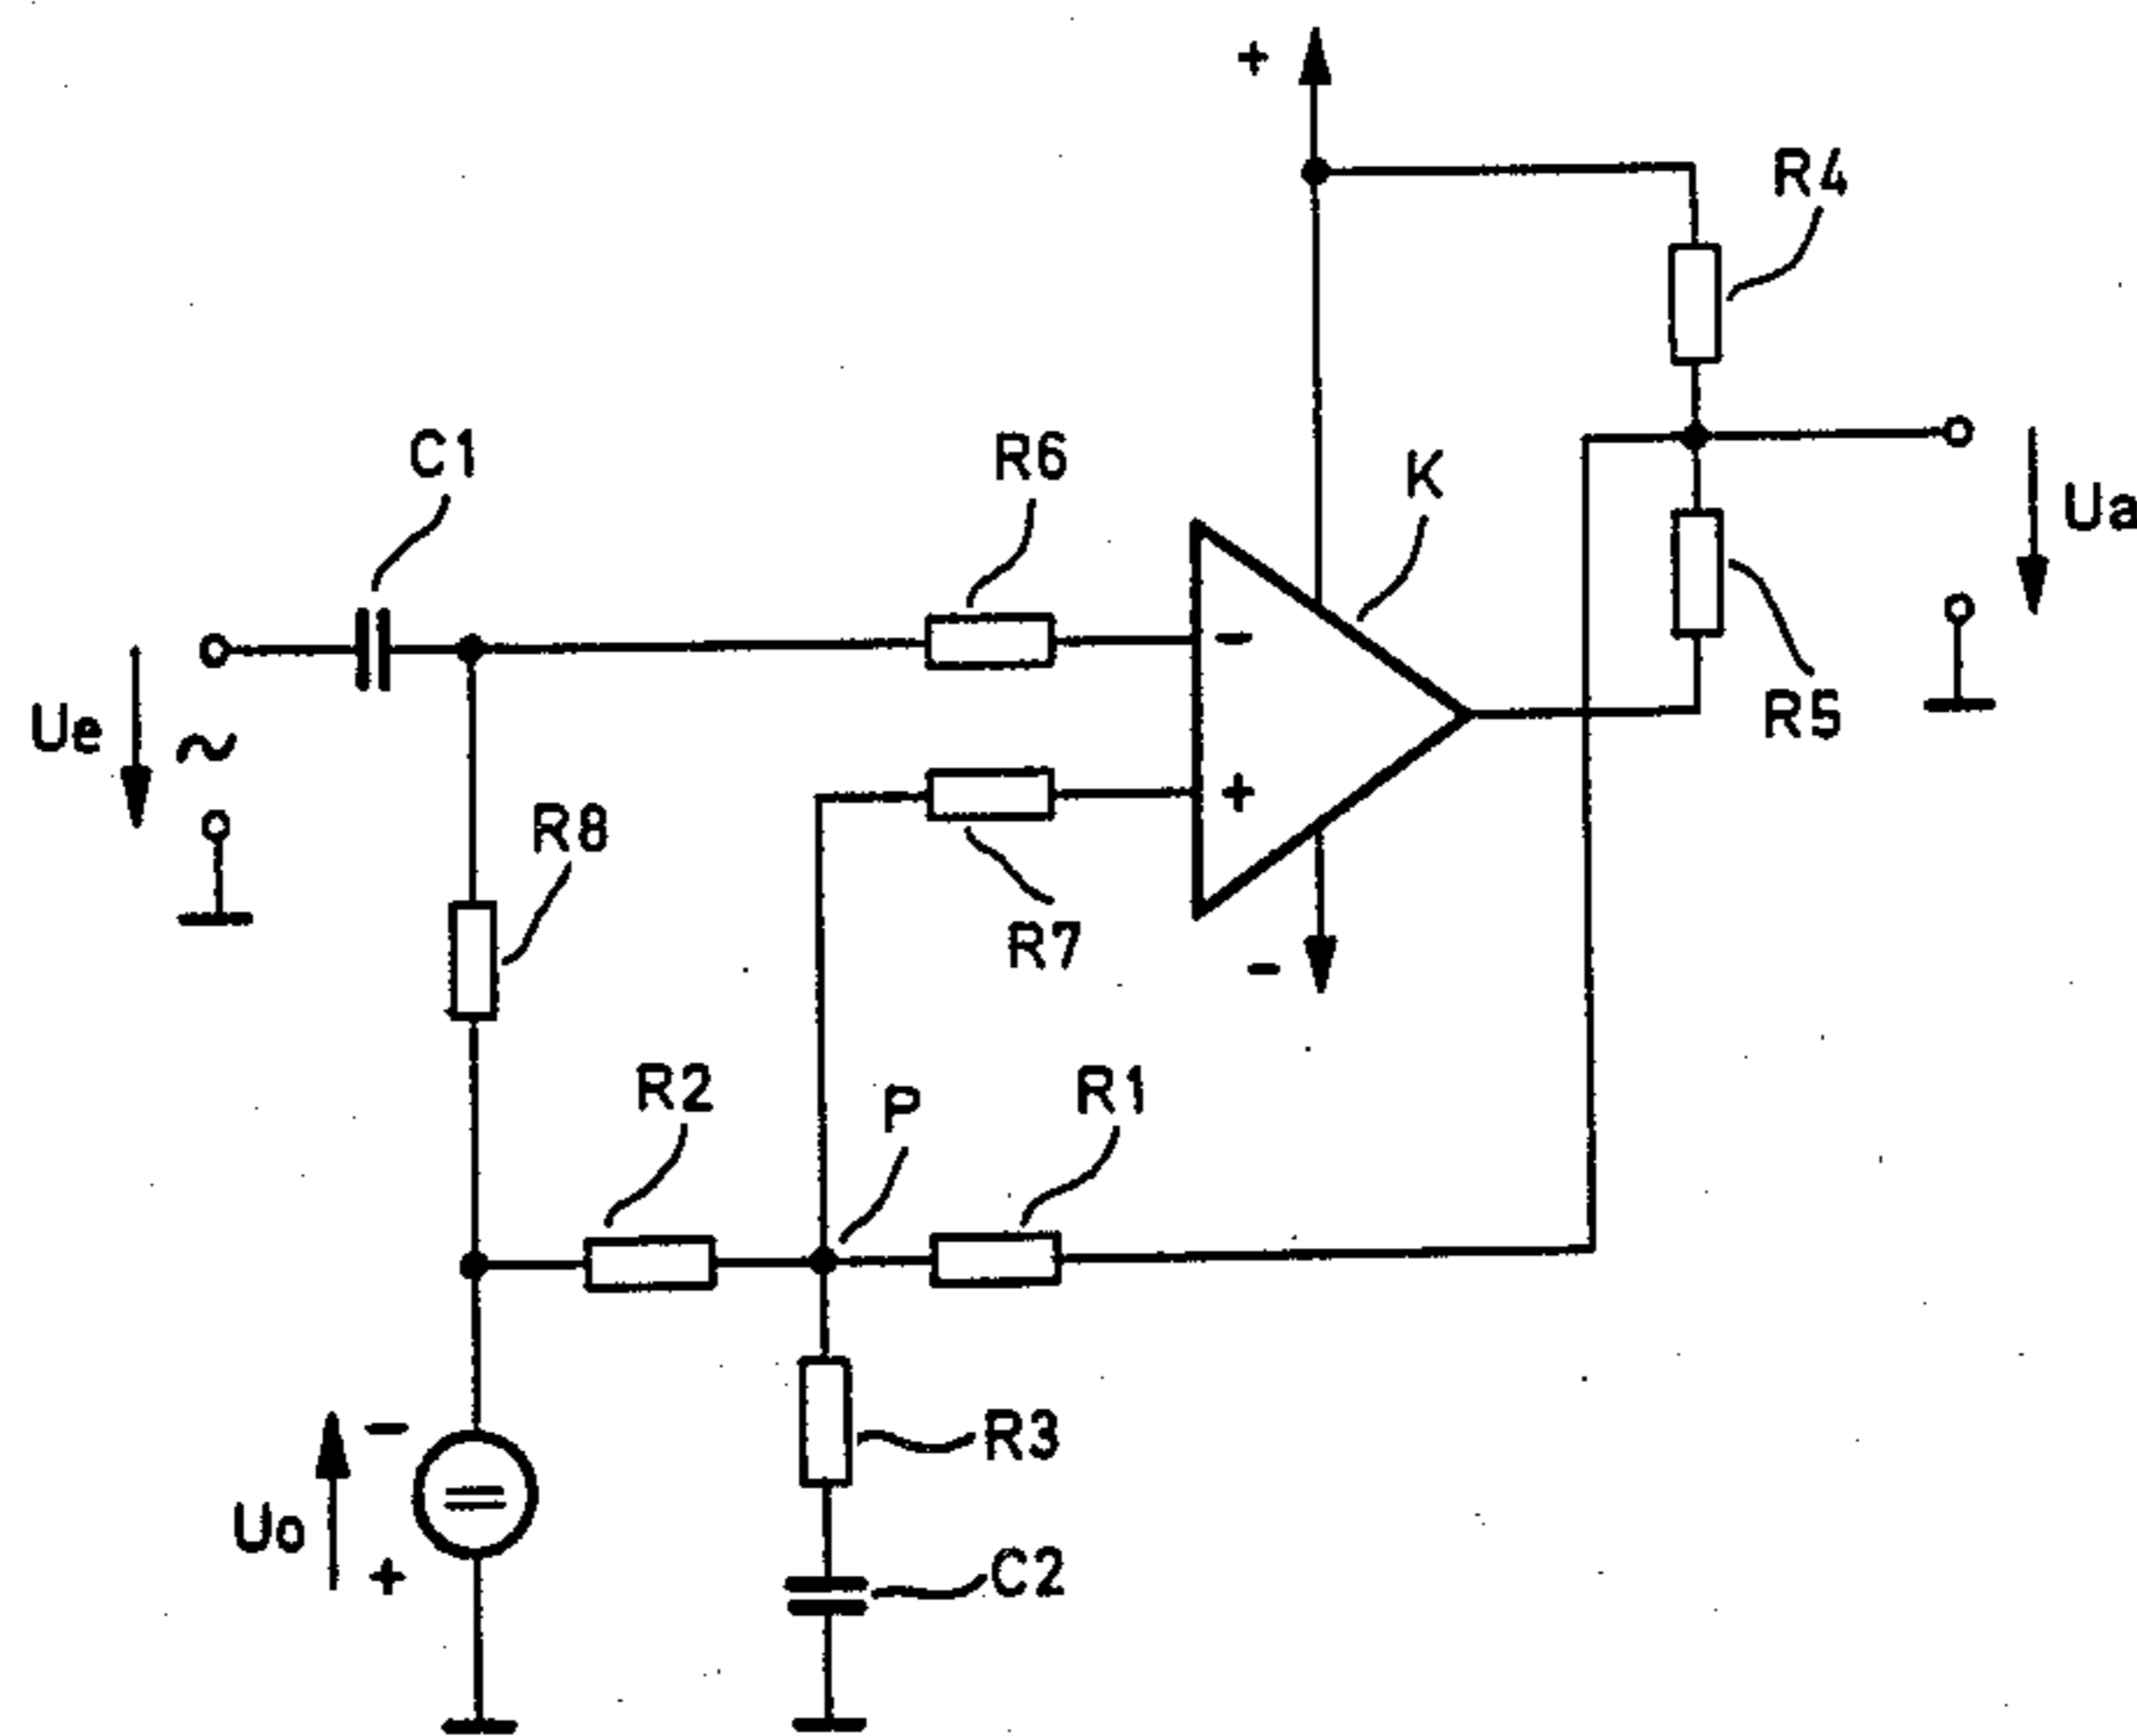 +
R4
C1
R6
K
Ua
-
Ue
~
R5
+
R8
R7
-
R2
P
R1
-
R3
Uo
=
+
C2